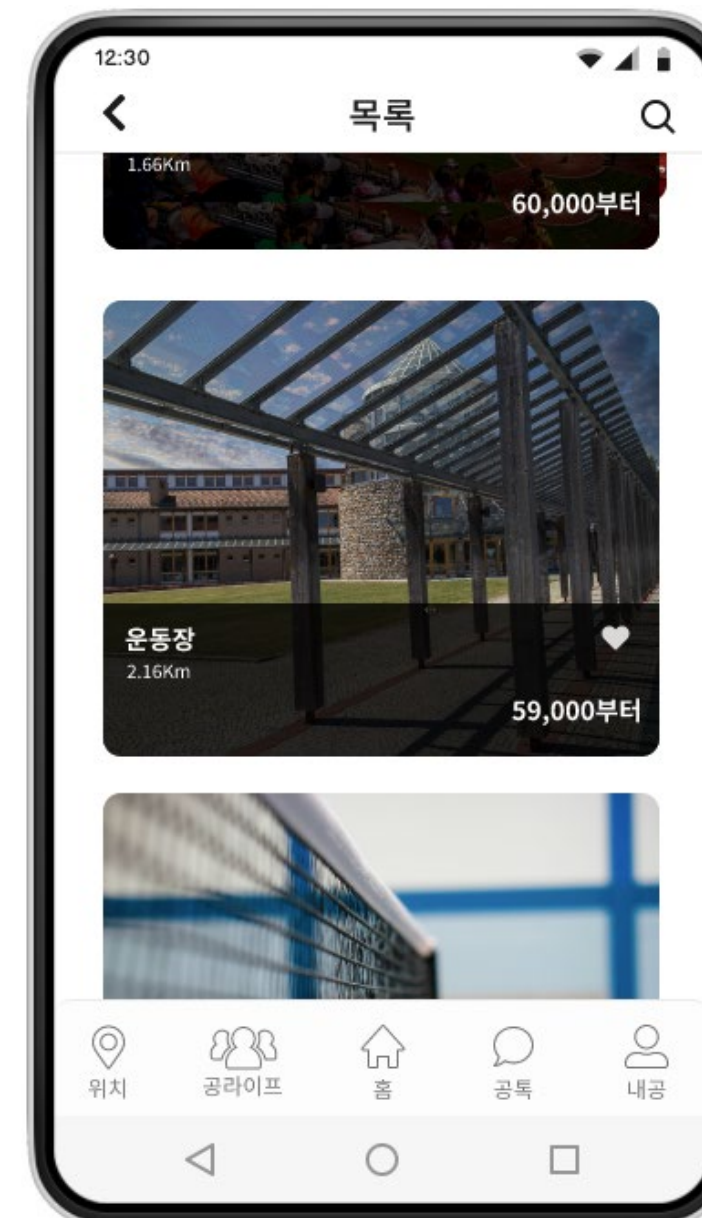 12:30
목록
1.66Km
60,000부터
운동장
2.16Km
59,000부터
위치
공라이프
홈
공톡
내공